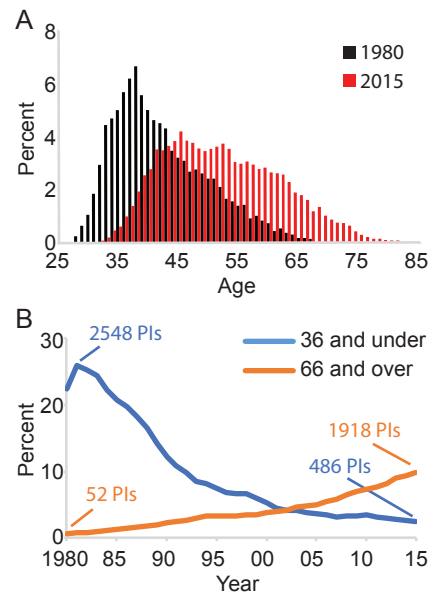 A
8
6
4
2
0
Percent
1980
2015
25 35 45 55 65 75 85
Age
B
30
20
10
0
Percent
2548 PIs
36 and under
66 and over
1918 PIs
486 PIs
52 PIs
1980 85 90 95 00 05 10 15
Year